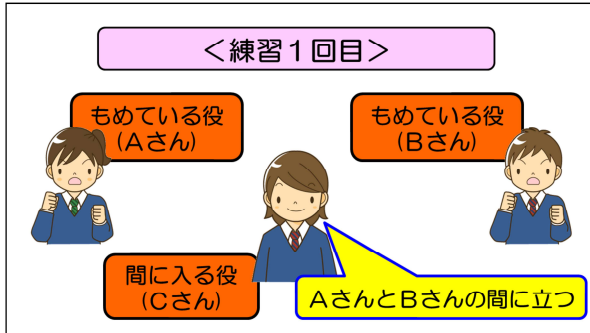 ＜練習１回目＞
もめている役
(Ａさん)
もめている役
(Ｂさん)
間に入る役
(Ｃさん)
ＡさんとＢさんの間に立つ